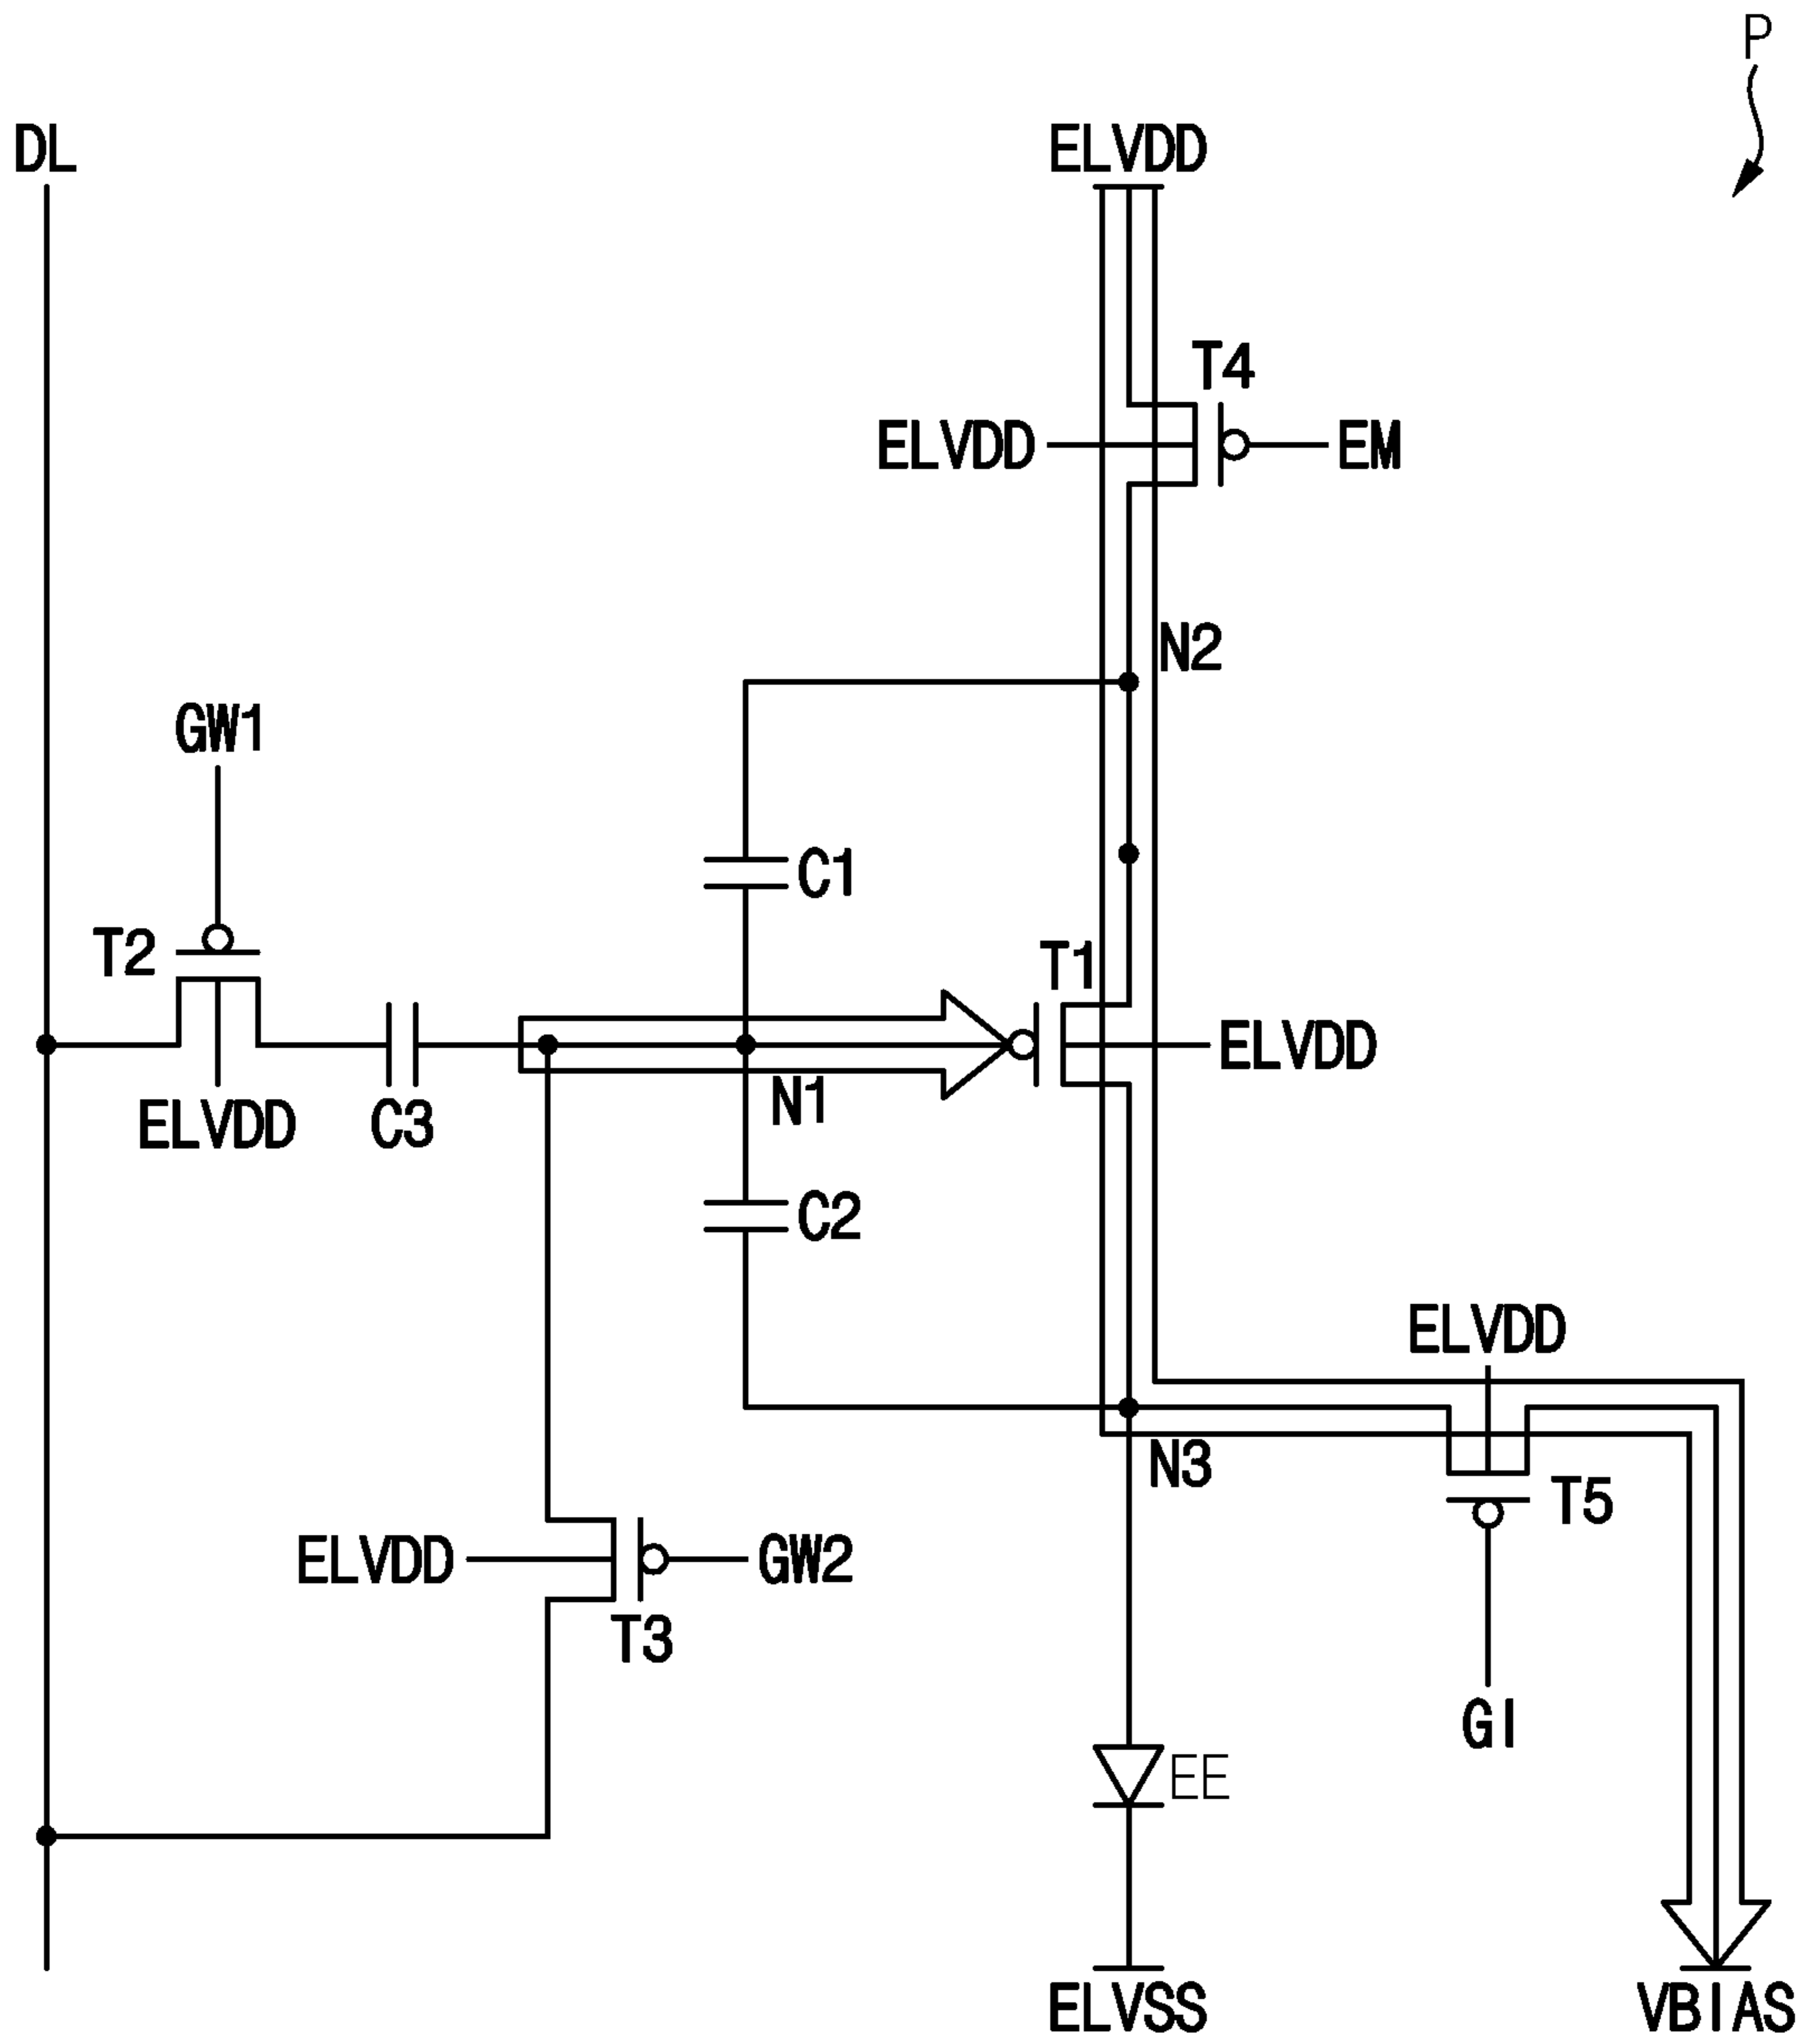 P
DL
ELVDD
T4
ELVDD
EM
N2
GW1
C1
T2
T1
ELVDD
N1
ELVDD
C3
C2
ELVDD
N3
T5
ELVDD
GW2
T3
GI
EE
ELVSS
VBIAS